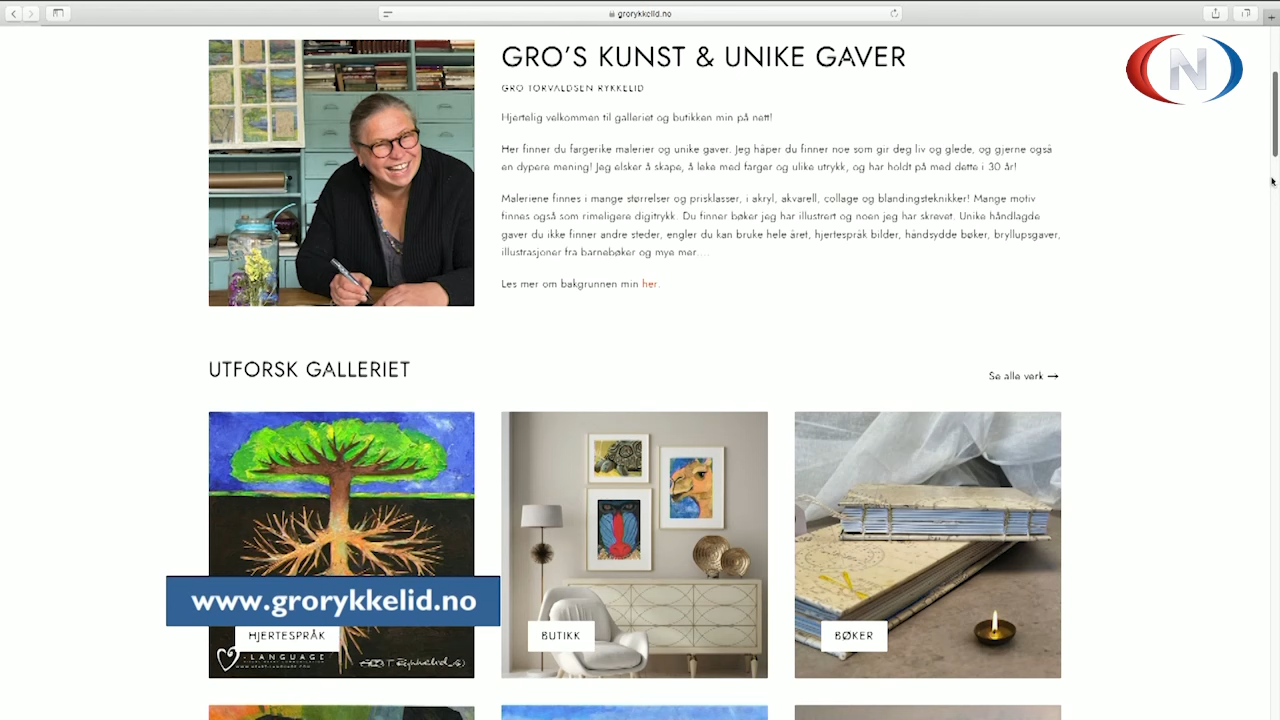 grorykkelid.no
N
GRO'S KUNST & UNIKE GAVER
GRO TORVALDSEN RYKKELID
Hjertelig velkommen til galleriet og butikken min på nett!
Her finner du fargerike malerier og unike gaver. Jeg håper du finner noe som gir deg liv og glede, og gjerne også
en dypere mening! Jeg elsker å skape, å leke med farger og ulike utrykk, og har holdt på med dette i 30 år!
Maleriene finnes i mange størrelser og prisklasser, i akryl, akvarell, collage og blandingsteknikker! Mange motiv
finnes også som rimeligere digitrykk. Du finner bøker jeg har illustrert og noen jeg har skrevet. Unike håndlagde
gaver du ikke finner andre steder, engler du kan bruke hele året, hjertespråk bilder, håndsydde bøker, bryllupsgaver,
illustrasjoner fra barnebøker og mye mer....
Les mer om bakgrunnen min her.
UTFORSK GALLERIET
Se alle verk →
www.grorykkelid.no
HJERTESPRÅK
BUTIKK
BØKER
- LANGUAGE